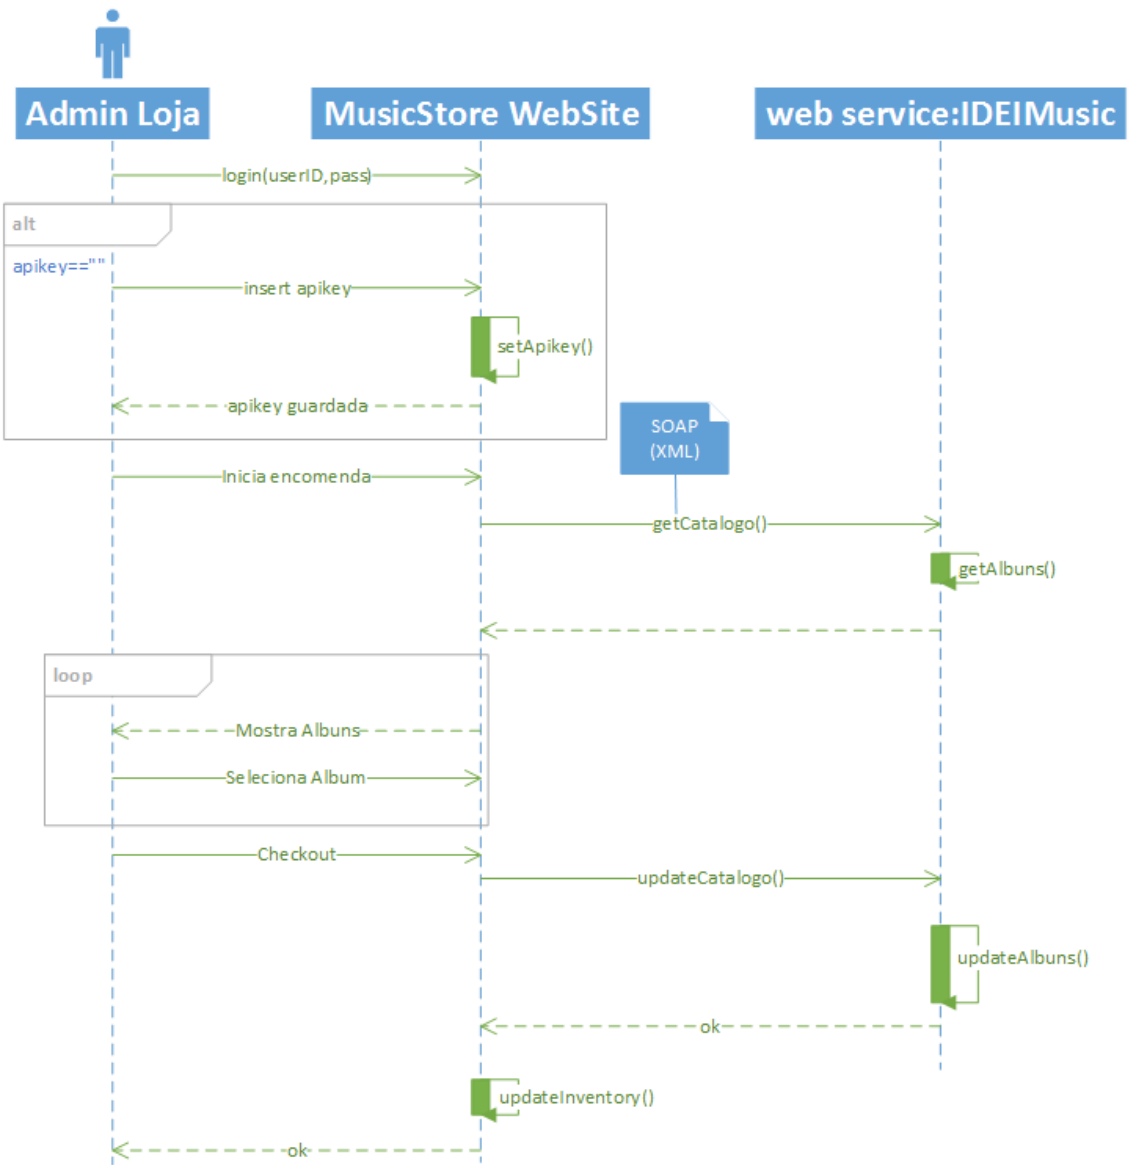 Admin Loja
MusicStore WebSite
web service:IDEIMusic
login(userID,pass)
alt
apikey==""
insert apikey
setApikey()
apikey guardada
SOAP
(XML)
Inicia encomenda
getCatalogo()
getAlbuns()
loop
Mostra Albuns
Seleciona Album
Checkout
updateCatalogo()
updateAlbuns()
ok
updateInventory()
ok